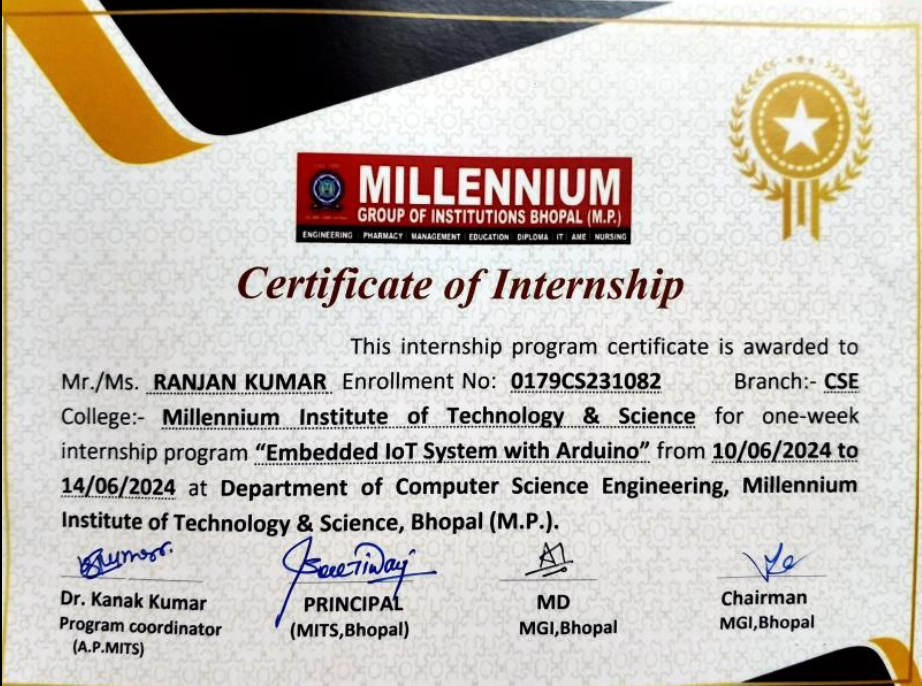 MILLENNIUM
GROUP OF INSTITUTIONS BHOPAL (M.P.)
ENGINEERING PHARMACY MANAGEMENT EDUCATION DIPLOMA IT AME NURSING
Certificate of Internship
This internship program certificate is awarded to
Mr./Ms. RANJAN KUMAR Enrollment No: 0179CS231082 Branch:- CSE
College:- Millennium Institute of Technology & Science for one-week
internship program “Embedded IoT System with Arduino” from 10/06/2024 to
14/06/2024 at Department of Computer Science Engineering, Millennium
Institute of Technology & Science, Bhopal (M.P.).
Dr. Kanak Kumar
Program coordinator
(A.P.MITS)
PRINCIPAL
(MITS,Bhopal)
MD
MGI,Bhopal
Chairman
MGI,Bhopal